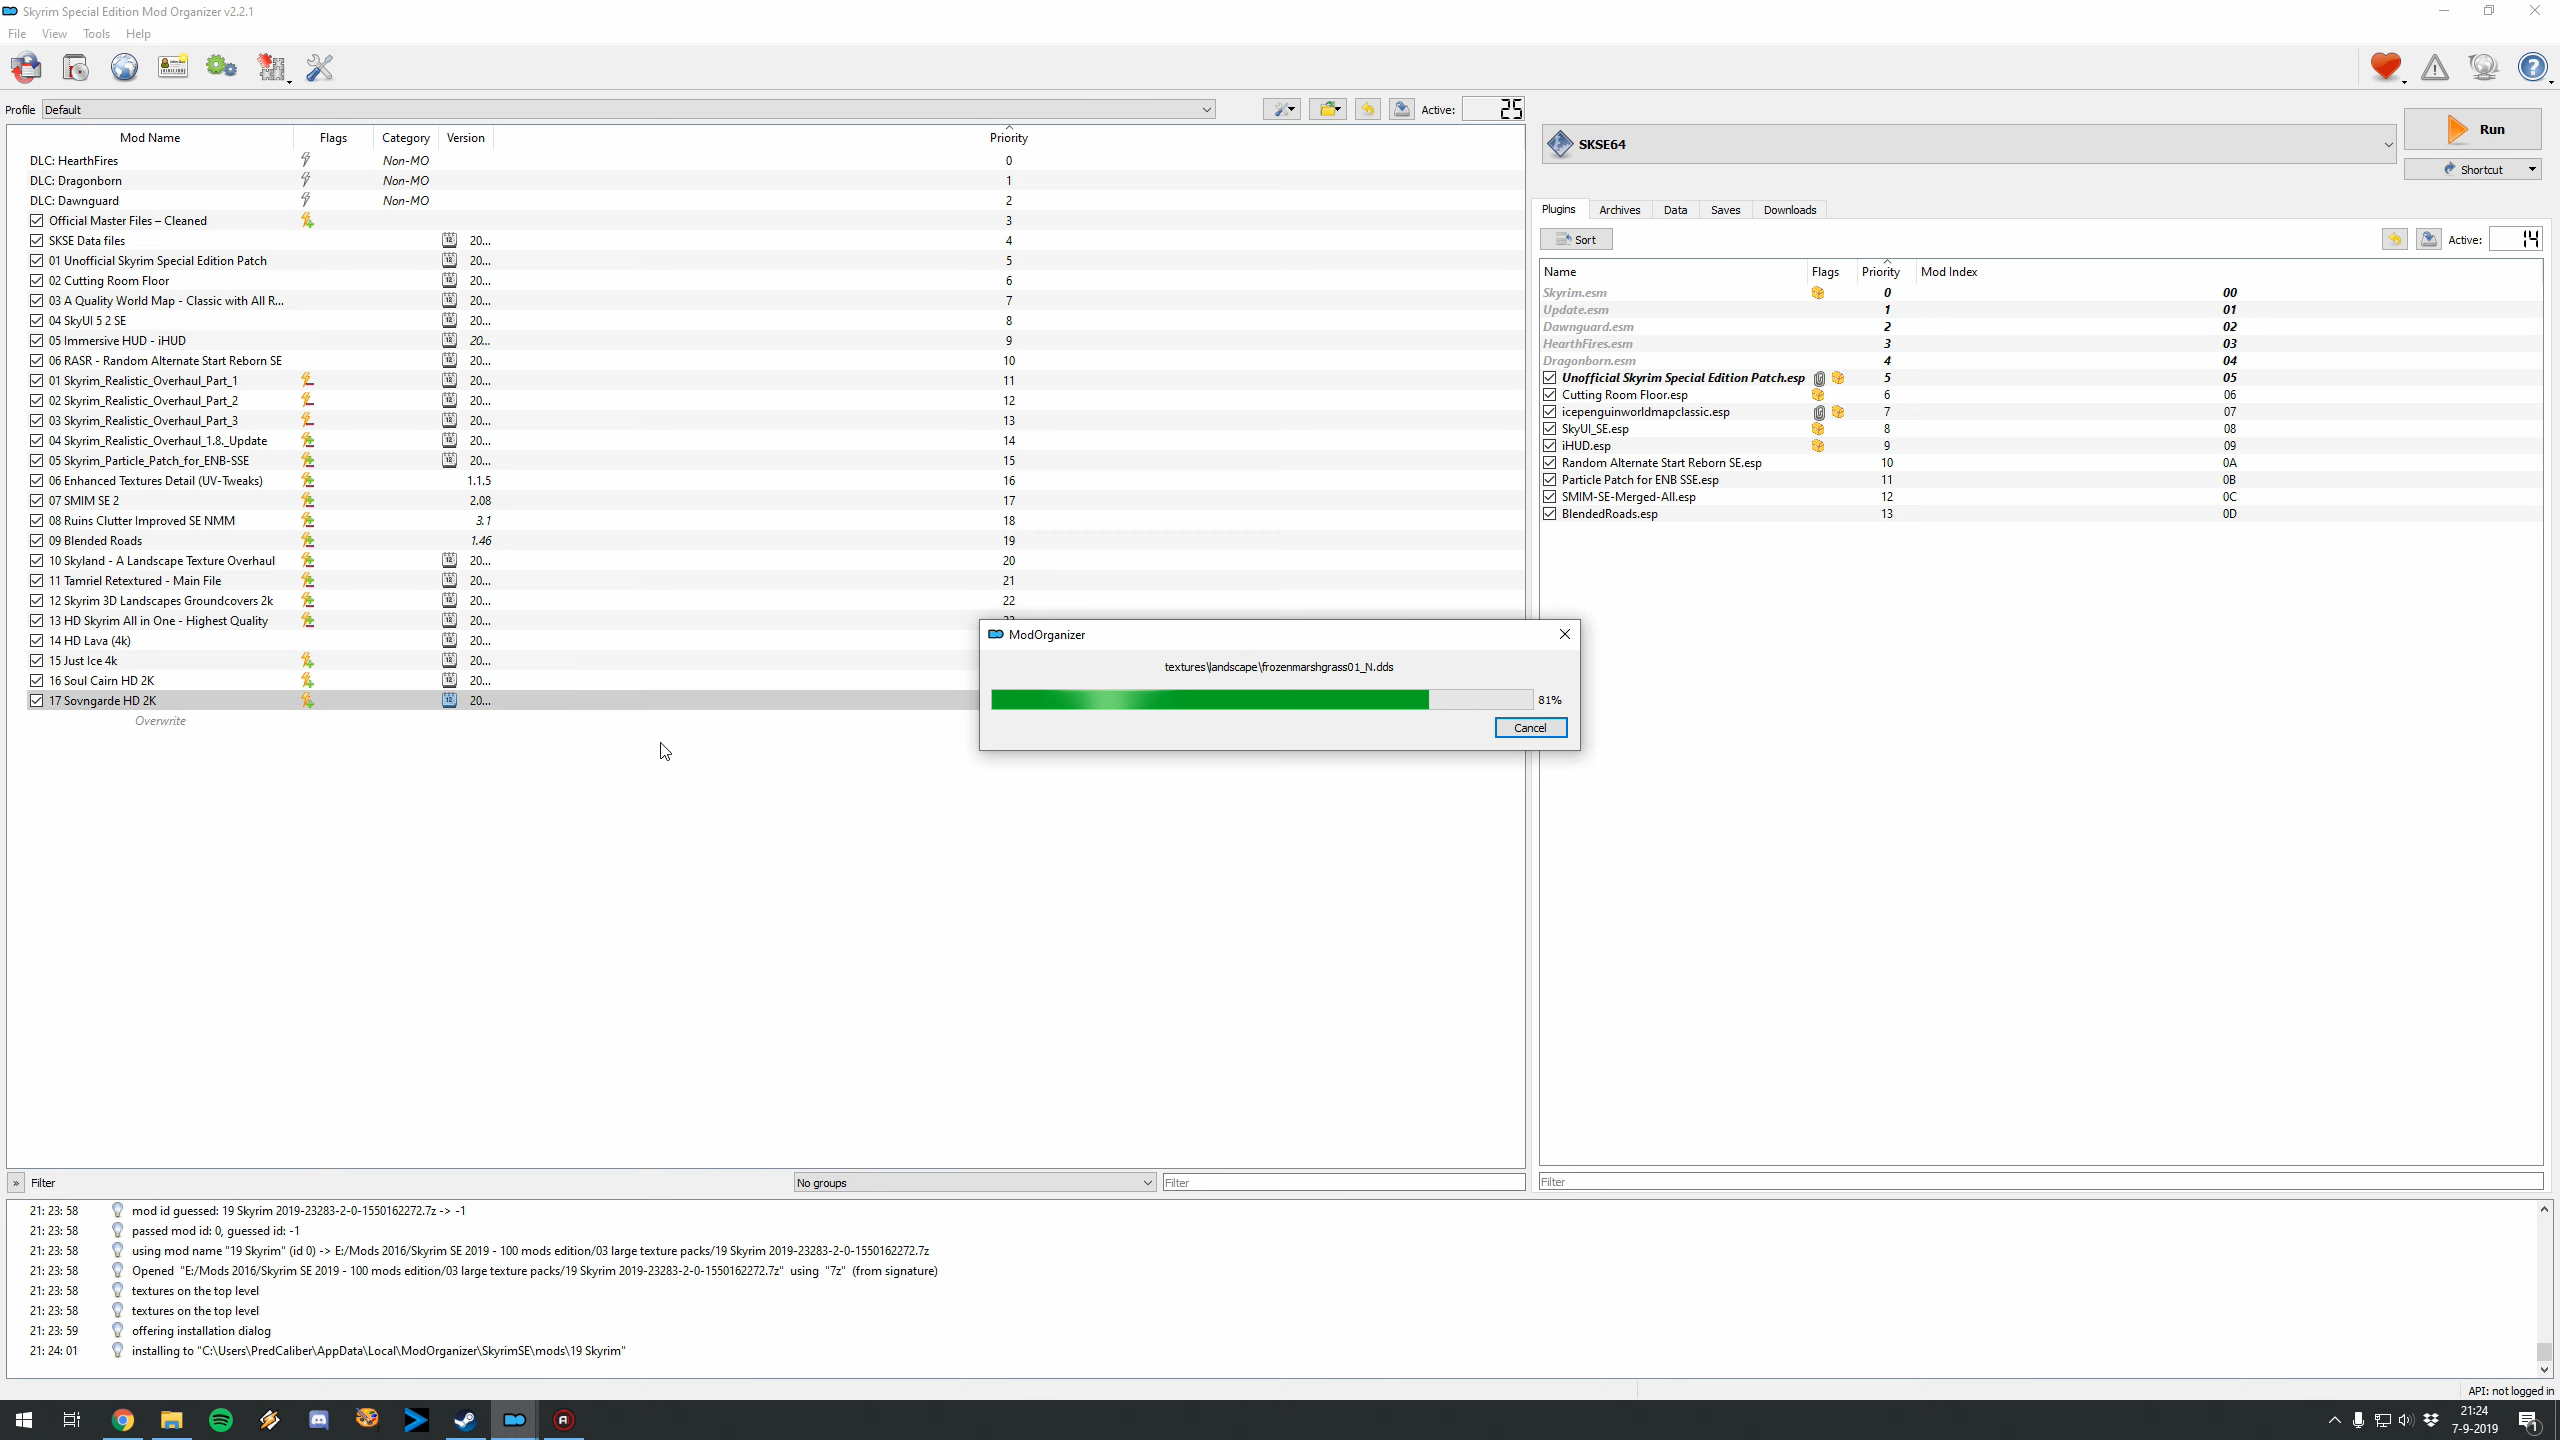 Skyrim Special Edition Mod Organizer v2.2.1
File View Tools Help
Profile Default Active: 25
Mod Name Flags Category Version Priority
DLC: HearthFires Non-MO 0
DLC: Dragonborn Non-MO 1
DLC: Dawnguard Non-MO 2
Official Master Files – Cleaned 3
SKSE Data files 20... 4
01 Unofficial Skyrim Special Edition Patch 20... 5
02 Cutting Room Floor 20... 6
03 A Quality World Map - Classic with All R... 20... 7
04 SkyUI 5 2 SE 20... 8
05 Immersive HUD - iHUD 20... 9
06 RASR - Random Alternate Start Reborn SE 20... 10
01 Skyrim_Realistic_Overhaul_Part_1 20... 11
02 Skyrim_Realistic_Overhaul_Part_2 20... 12
03 Skyrim_Realistic_Overhaul_Part_3 20... 13
04 Skyrim_Realistic_Overhaul_1.8._Update 20... 14
05 Skyrim_Particle_Patch_for_ENB-SSE 20... 15
06 Enhanced Textures Detail (UV-Tweaks) 1.1.5 16
07 SMIM SE 2 2.08 17
08 Ruins Clutter Improved SE NMM 3.1 18
09 Blended Roads 1.46 19
10 Skyland - A Landscape Texture Overhaul 20... 20
11 Tamriel Retextured - Main File 20... 21
12 Skyrim 3D Landscapes Groundcovers 2k 20... 22
13 HD Skyrim All in One - Highest Quality 20...
14 HD Lava (4k) 20...
15 Just Ice 4k 20...
16 Soul Cairn HD 2K 20...
17 Sovngarde HD 2K 20...
Overwrite
ModOrganizer
textures\landscape\frozenmarshgrass01_N.dds
81%
Cancel
SKSE64
Run
Shortcut
Plugins Archives Data Saves Downloads
Sort Active: 14
Name Flags Priority Mod Index
Skyrim.esm 0 00
Update.esm 1 01
Dawnguard.esm 2 02
HearthFires.esm 3 03
Dragonborn.esm 4 04
Unofficial Skyrim Special Edition Patch.esp 5 05
Cutting Room Floor.esp 6 06
icepenguinworldmapclassic.esp 7 07
SkyUI_SE.esp 8 08
iHUD.esp 9 09
Random Alternate Start Reborn SE.esp 10 0A
Particle Patch for ENB SSE.esp 11 0B
SMIM-SE-Merged-All.esp 12 0C
BlendedRoads.esp 13 0D
» Filter No groups Filter
Filter
21: 23: 58 mod id guessed: 19 Skyrim 2019-23283-2-0-1550162272.7z -> -1
21: 23: 58 passed mod id: 0, guessed id: -1
21: 23: 58 using mod name "19 Skyrim" (id 0) -> E:/Mods 2016/Skyrim SE 2019 - 100 mods edition/03 large texture packs/19 Skyrim 2019-23283-2-0-1550162272.7z
21: 23: 58 Opened "E:/Mods 2016/Skyrim SE 2019 - 100 mods edition/03 large texture packs/19 Skyrim 2019-23283-2-0-1550162272.7z" using "7z" (from signature)
21: 23: 58 textures on the top level
21: 23: 58 textures on the top level
21: 23: 59 offering installation dialog
21: 24: 01 installing to "C:\Users\PredCaliber\AppData\Local\ModOrganizer\SkyrimSE\mods\19 Skyrim"
API: not logged in
21:24
7-9-2019
1